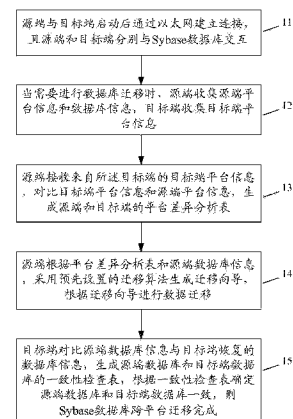 源端与目标端启动后通过以太网建立连接,
且源端和目标端分别与Sybase数据库交互
11
当需要进行数据库迁移时、源端收集源端平
台信息和数据库信息，目标端收集目标端平
台信息
12
源端接收来自所述目标端的目标端平台信息
，对比目标端平台信息和源端平台信息，生
成源端和目标端的平台差异分析表
13
源端根据平台差异分析表和源端数据库信息
，采用预先设置的迁移算法生成迁移向导、
根据迁移向导进行数据迁移
14
目标端对比源端数据库信息与目标端恢复的
数据库信息，生成源端数据库和目标端数据
库的一致性检查表，根据一致性检查表确定
源端数据库和目标端数据库一致，则
Sybase数据库跨平台迁移完成
15